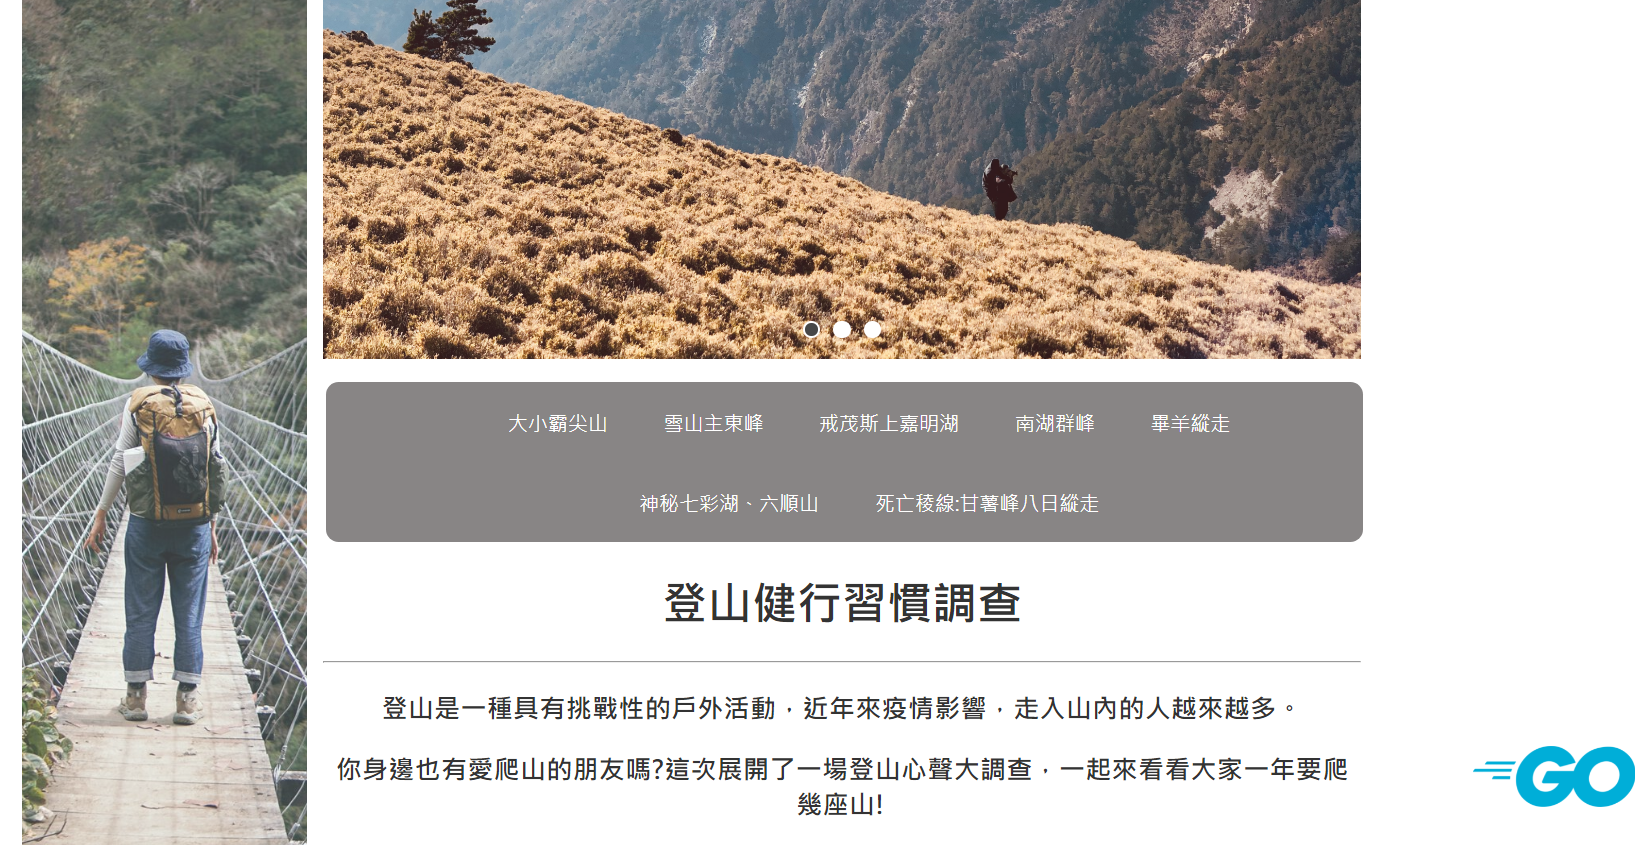 大小霸尖山 雪山主東峰 戒茂斯上嘉明湖 南湖群峰 畢羊縱走
神秘七彩湖、六順山 死亡稜線:甘薯峰八日縱走
登山健行習慣調查
登山是一種具有挑戰性的戶外活動，近年來疫情影響，走入山內的人越來越多。
你身邊也有愛爬山的朋友嗎?這次展開了一場登山心聲大調查，一起來看看大家一年要爬
幾座山!
GO